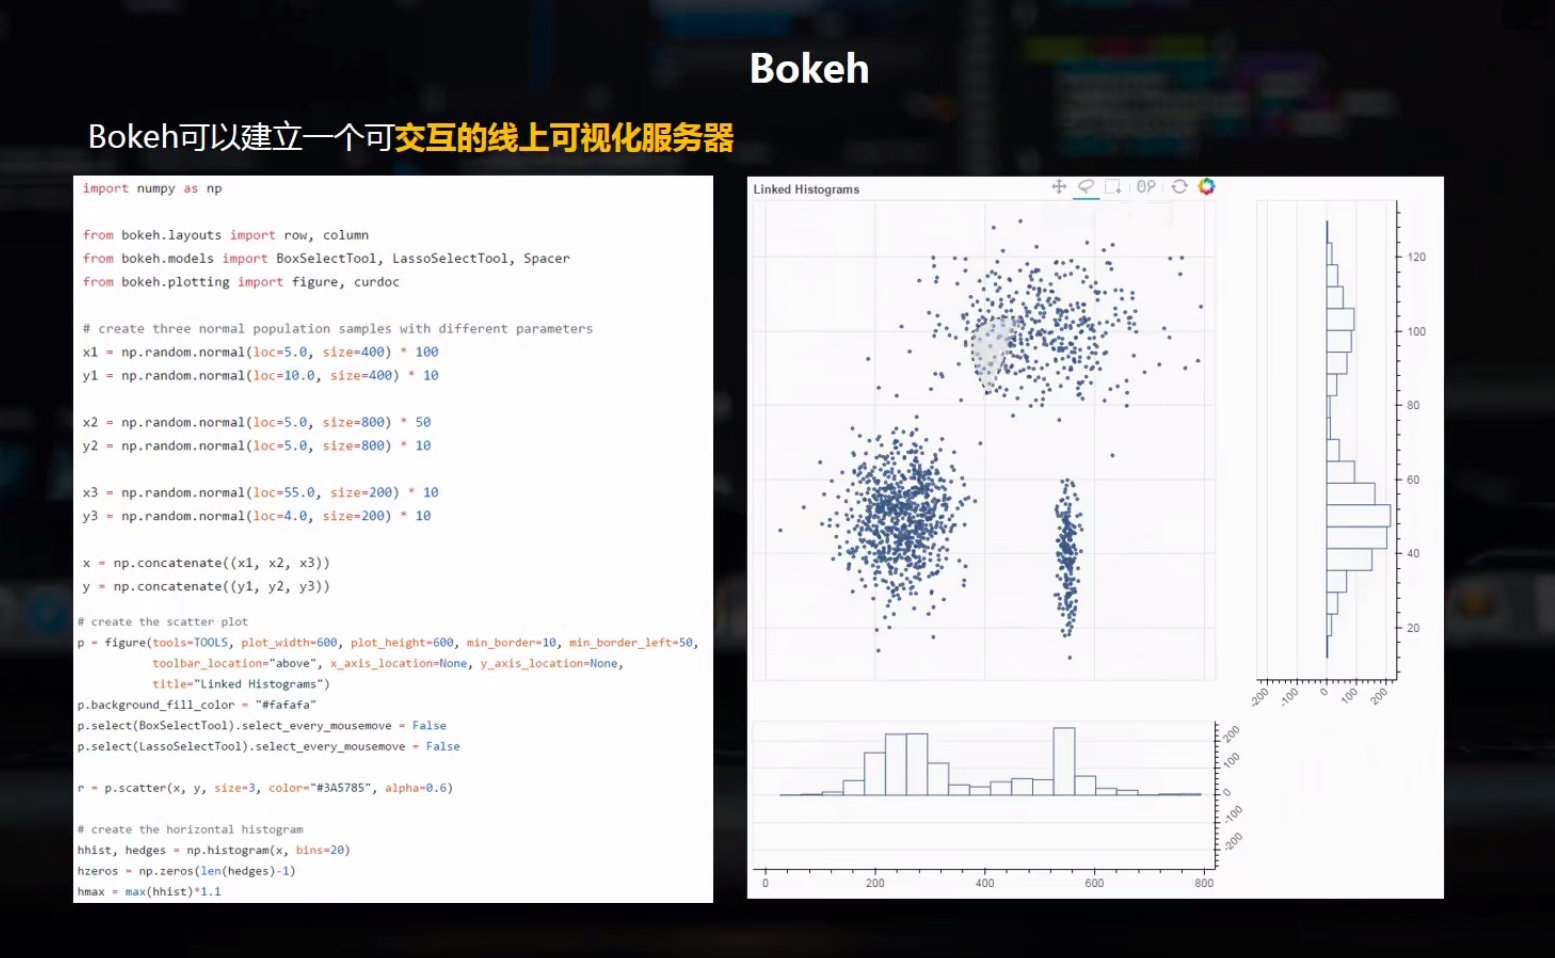 Bokeh
Bokeh可以建立一个可交互的线上可视化服务器
import numpy as np
from bokeh.layouts import row, column
from bokeh.models import BoxSelectTool, LassoSelectTool, Spacer
from bokeh.plotting import figure, curdoc
# create three normal population samples with different parameters
x1 = np.random.normal(loc=5.0, size=400) * 100
y1 = np.random.normal(loc=10.0, size=400) * 10
x2 = np.random.normal(loc=5.0, size=800) * 50
y2 = np.random.normal(loc=5.0, size=800) * 10
x3 = np.random.normal(loc=55.0, size=200) * 10
y3 = np.random.normal(loc=4.0, size=200) * 10
x = np.concatenate((x1, x2, x3))
y = np.concatenate((y1, y2, y3))
# create the scatter plot
p = figure(tools=TOOLS, plot_width=600, plot_height=600, min_border=10, min_border_left=50,
toolbar_location="above", x_axis_location=None, y_axis_location=None,
title="Linked Histograms")
p.background_fill_color = "#fafafa"
p.select(BoxSelectTool).select_every_mousemove = False
p.select(LassoSelectTool).select_every_mousemove = False
r = p.scatter(x, y, size=3, color="#3A5785", alpha=0.6)
# create the horizontal histogram
hhist, hedges = np.histogram(x, bins=20)
hzeros = np.zeros(len(hedges)-1)
hmax = max(hhist)*1.1
Linked Histograms
120
100
80
60
40
20
-200 -100 0 100 200
200
100
0
-100
-200
0 200 400 600 800